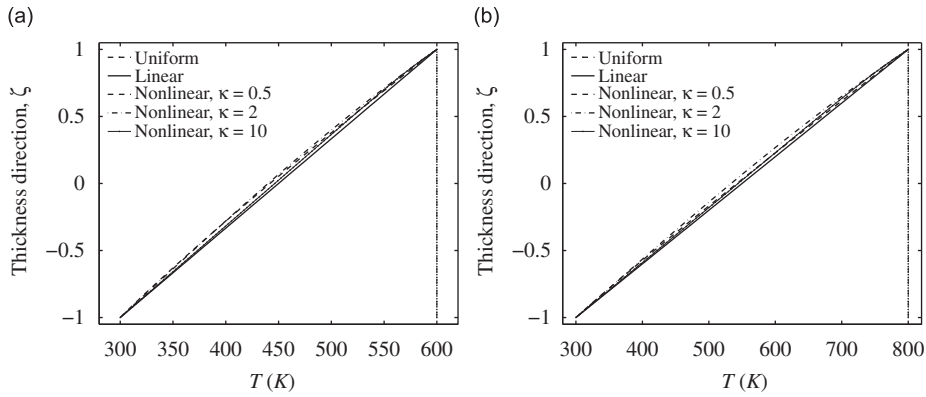 (a)
Thickness direction, ζ
1
0.5
0
−0.5
−1
Uniform
Linear
Nonlinear, κ = 0.5
Nonlinear, κ = 2
Nonlinear, κ = 10
300 350 400 450 500 550 600
T (K)
(b)
Thickness direction, ζ
1
0.5
0
−0.5
−1
Uniform
Linear
Nonlinear, κ = 0.5
Nonlinear, κ = 2
Nonlinear, κ = 10
300 400 500 600 700 800
T (K)